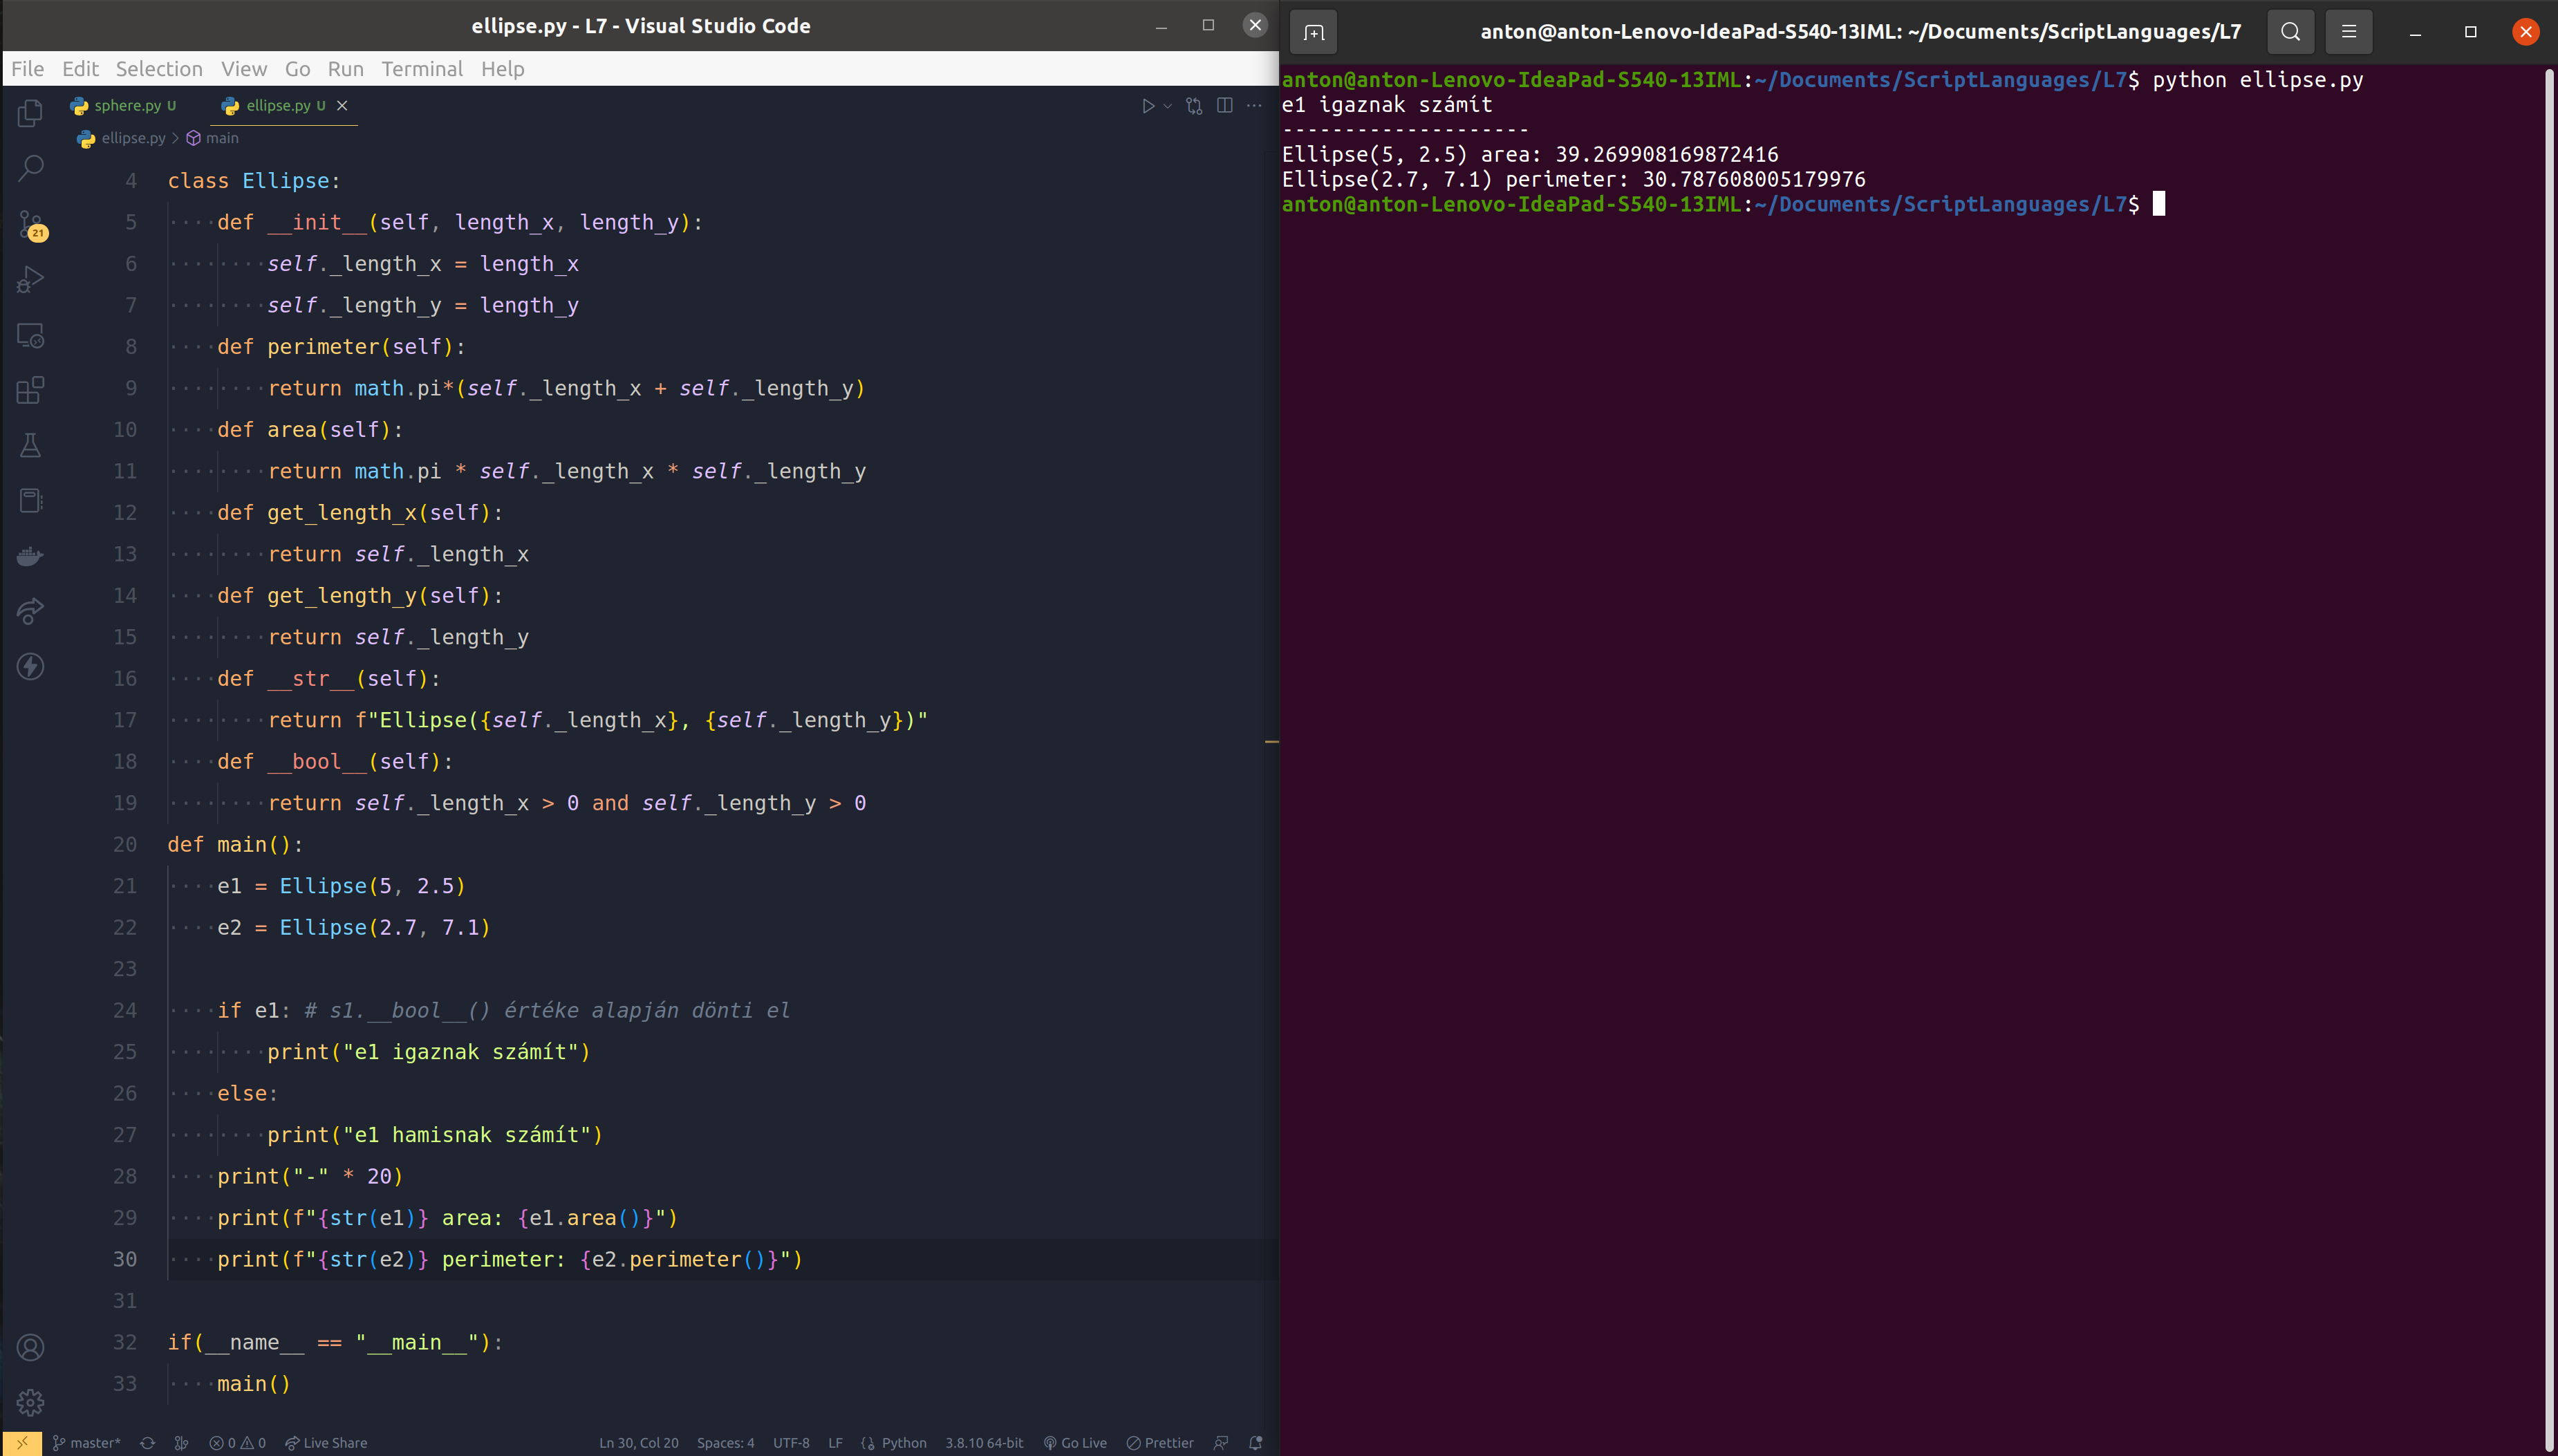 ellipse.py - L7 - Visual Studio Code
File Edit Selection View Go Run Terminal Help
sphere.py U ellipse.py U
ellipse.py > main
4 class Ellipse:
5 def __init__(self, length_x, length_y):
6 self._length_x = length_x
7 self._length_y = length_y
8 def perimeter(self):
9 return math.pi*(self._length_x + self._length_y)
10 def area(self):
11 return math.pi * self._length_x * self._length_y
12 def get_length_x(self):
13 return self._length_x
14 def get_length_y(self):
15 return self._length_y
16 def __str__(self):
17 return f"Ellipse({self._length_x}, {self._length_y})"
18 def __bool__(self):
19 return self._length_x > 0 and self._length_y > 0
20 def main():
21 e1 = Ellipse(5, 2.5)
22 e2 = Ellipse(2.7, 7.1)
23
24 if e1: # s1.__bool__() értéke alapján dönti el
25 print("e1 igaznak számít")
26 else:
27 print("e1 hamisnak számít")
28 print("-" * 20)
29 print(f"{str(e1)} area: {e1.area()}")
30 print(f"{str(e2)} perimeter: {e2.perimeter()}")
31
32 if(__name__ == "__main__"):
33 main()
21
master* 0 0 Live Share Ln 30, Col 20 Spaces: 4 UTF-8 LF Python 3.8.10 64-bit Go Live Prettier
anton@anton-Lenovo-IdeaPad-S540-13IML: ~/Documents/ScriptLanguages/L7
anton@anton-Lenovo-IdeaPad-S540-13IML:~/Documents/ScriptLanguages/L7$ python ellipse.py
e1 igaznak számít
--------------------
Ellipse(5, 2.5) area: 39.269908169872416
Ellipse(2.7, 7.1) perimeter: 30.787608005179976
anton@anton-Lenovo-IdeaPad-S540-13IML:~/Documents/ScriptLanguages/L7$